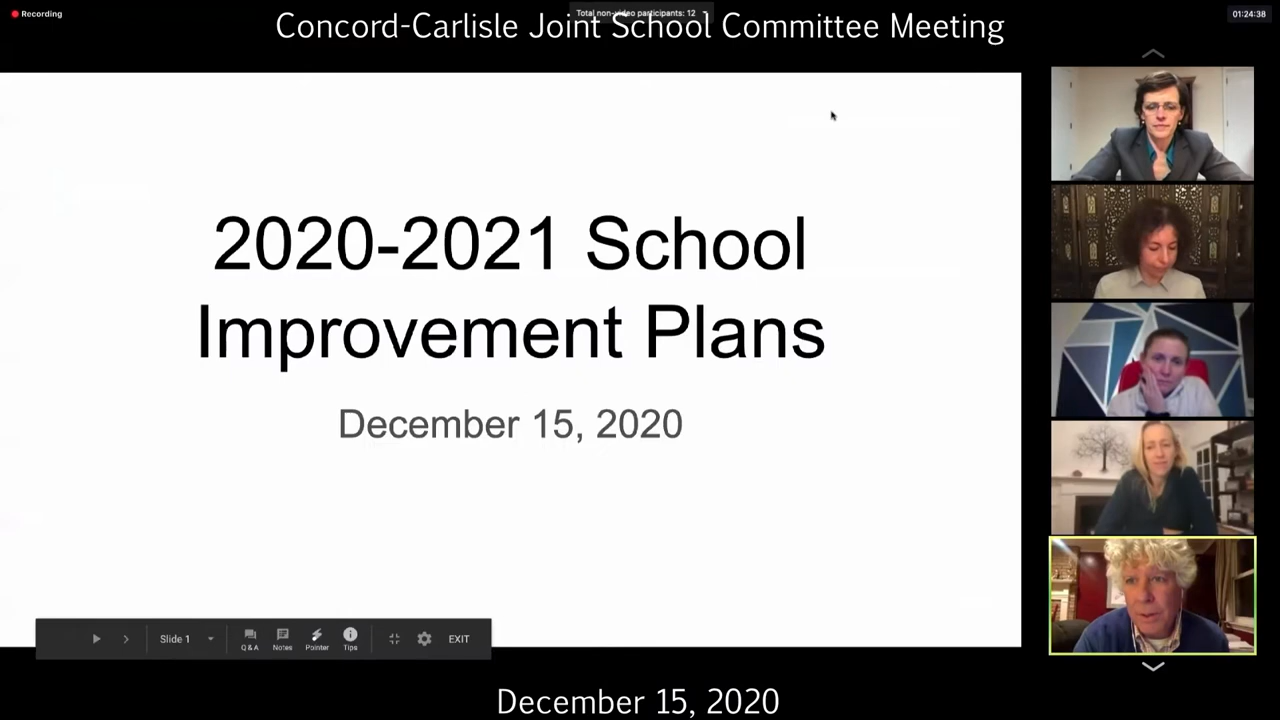 Recording
Total non-video participants: 12
01:24:38
Concord-Carlisle Joint School Committee Meeting
2020-2021 School
Improvement Plans
December 15, 2020
Slide 1
Q & A
Notes
Pointer
Tips
EXIT
December 15, 2020